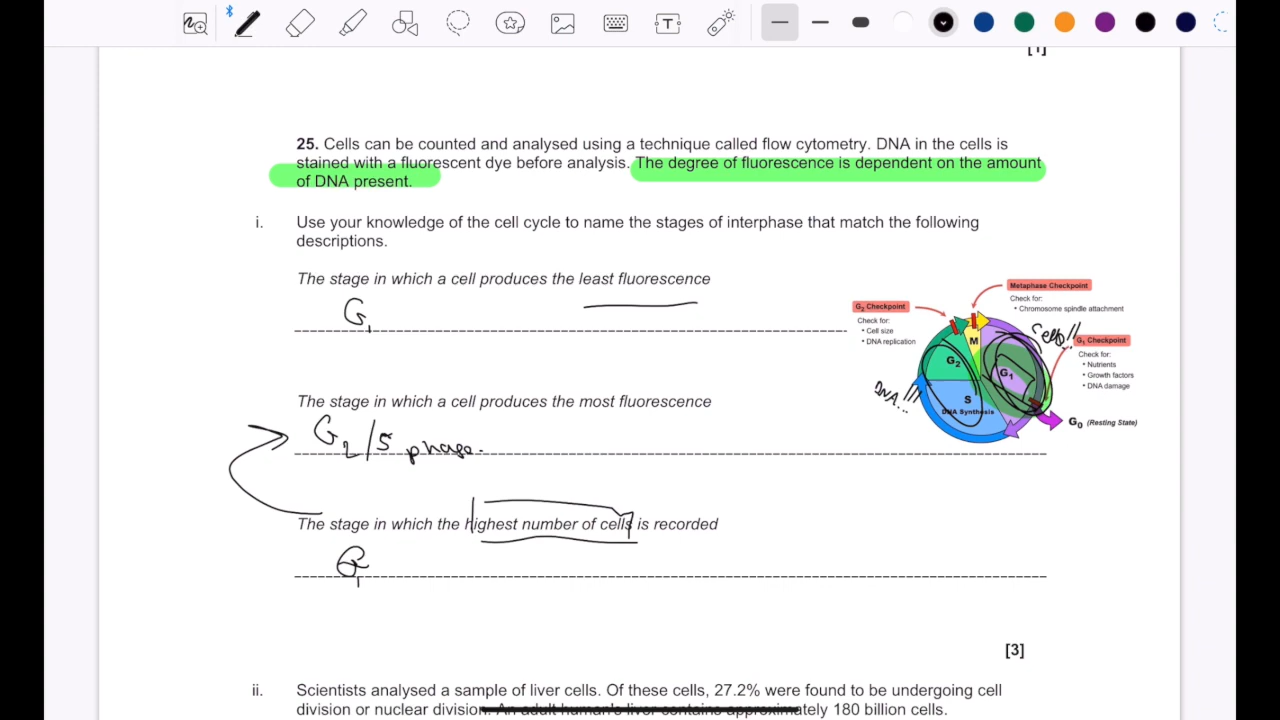 [1]
25. Cells can be counted and analysed using a technique called flow cytometry. DNA in the cells is
stained with a fluorescent dye before analysis. The degree of fluorescence is dependent on the amount
of DNA present.
i. Use your knowledge of the cell cycle to name the stages of interphase that match the following
descriptions.
The stage in which a cell produces the least fluorescence
G1
The stage in which a cell produces the most fluorescence
G2/S phase.
The stage in which the highest number of cells is recorded
G1
[3]
Metaphase Checkpoint
Check for:
• Chromosome spindle attachment
G2 Checkpoint
Check for:
• Cell size
• DNA replication
Cells!!
G1 Checkpoint
Check for:
• Nutrients
• Growth factors
• DNA damage
M
G2
G1
DNA...
S
DNA Synthesis
G0 (Resting State)
ii. Scientists analysed a sample of liver cells. Of these cells, 27.2% were found to be undergoing cell
division or nuclear division. An adult human's liver contains approximately 180 billion cells.